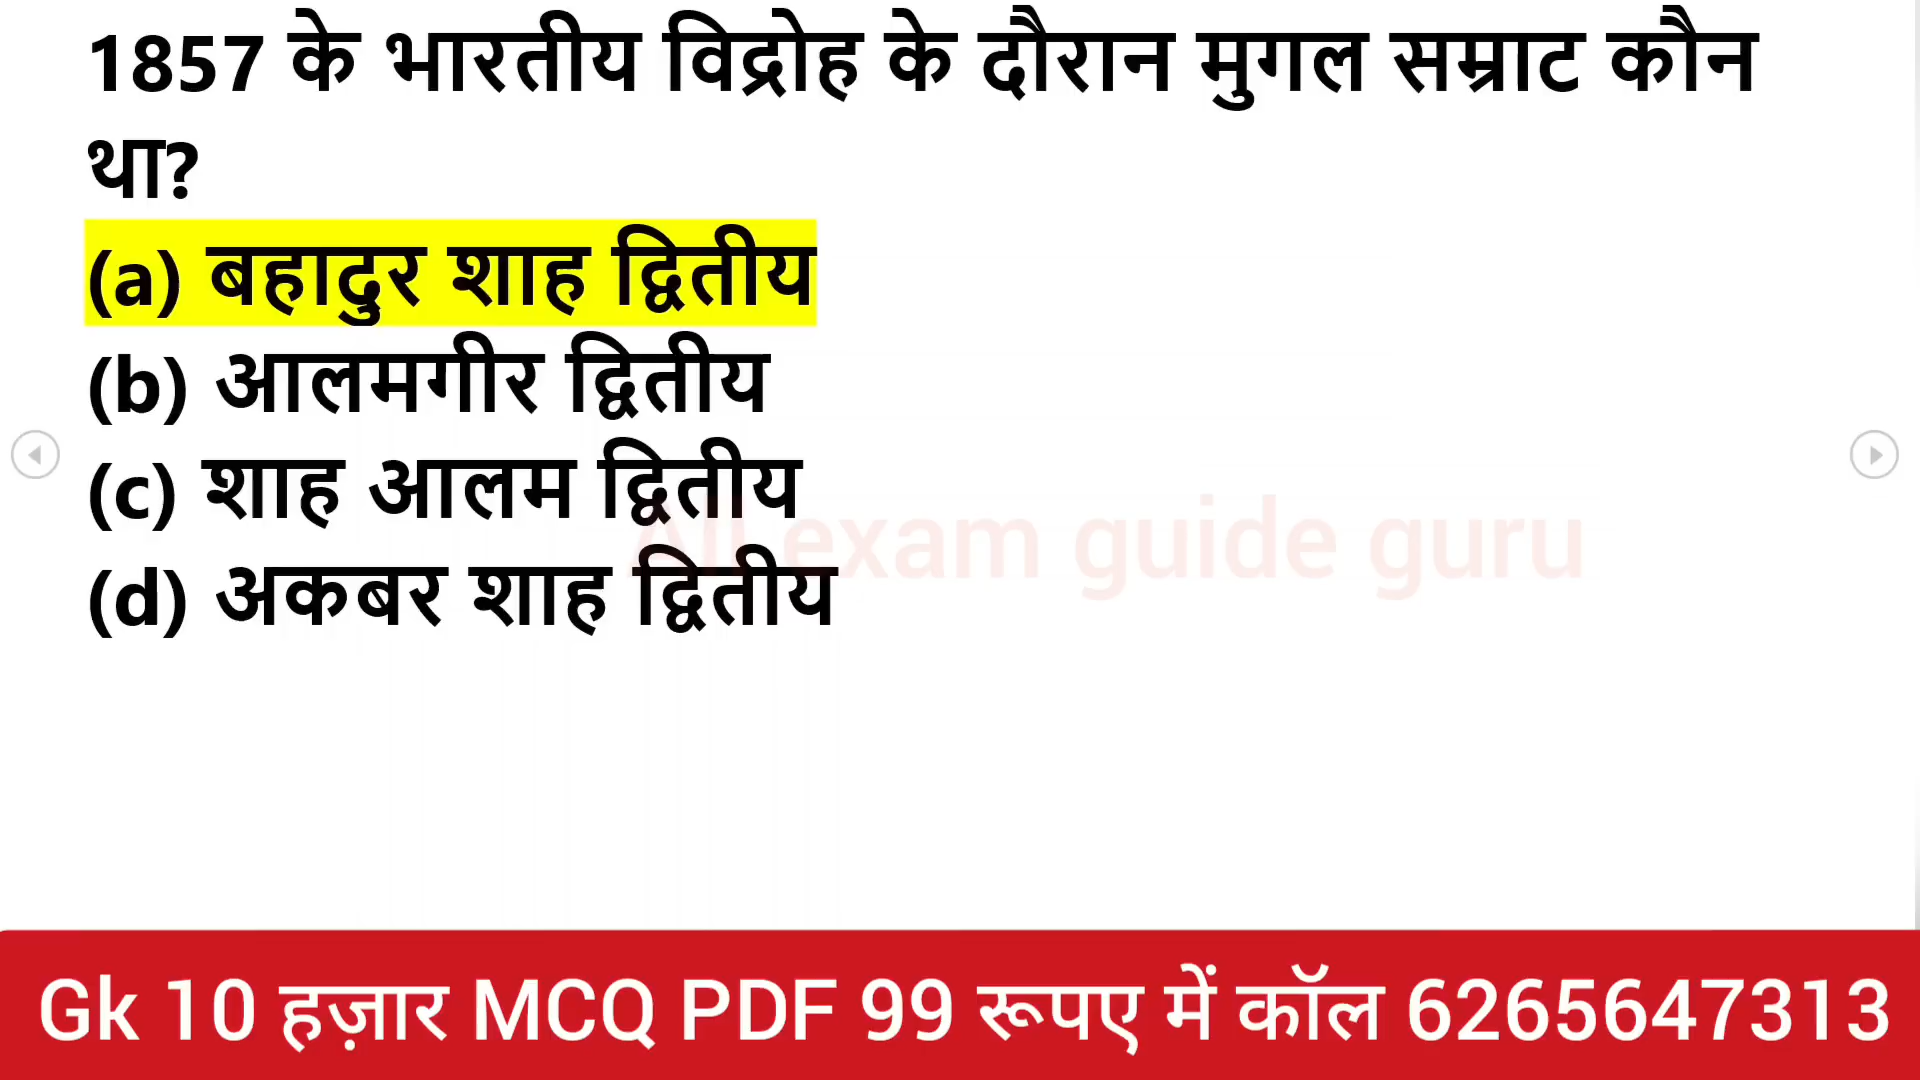 1857 के भारतीय विद्रोह के दौरान मुगल सम्राट कौन
था?
(a) बहादुर शाह द्वितीय
(b) आलमगीर द्वितीय
(c) शाह आलम द्वितीय
All exam guide guru
(d) अकबर शाह द्वितीय
Gk 10 हज़ार MCQ PDF 99 रूपए में कॉल 6265647313